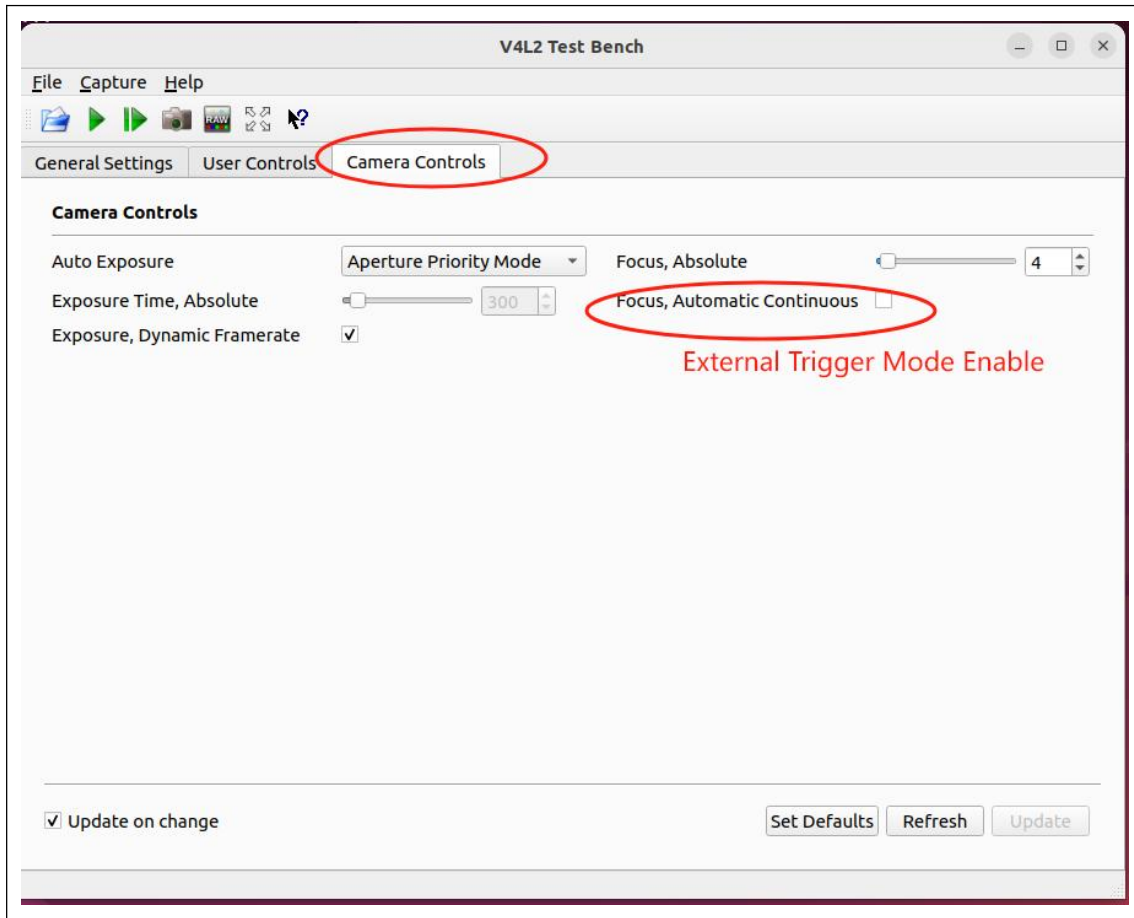 V4L2 Test Bench
File Capture Help
RAW
General Settings User Controls Camera Controls
Camera Controls
Auto Exposure Aperture Priority Mode Focus, Absolute 4
Exposure Time, Absolute 300 Focus, Automatic Continuous
Exposure, Dynamic Framerate
External Trigger Mode Enable
Update on change Set Defaults Refresh Update